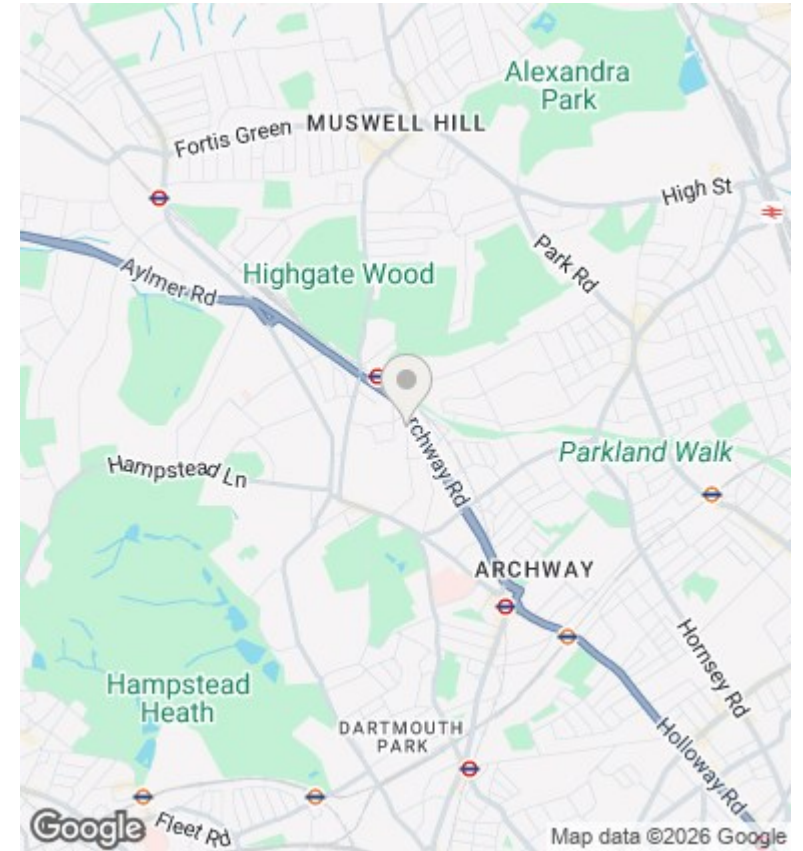 Alexandra
Park
MUSWELL HILL
Fortis Green
High St
Park Rd
Aylmer Rd
Highgate Wood
Archway Rd
Hampstead Ln
Parkland Walk
ARCHWAY
Hornsey Rd
Hampstead
Heath
DARTMOUTH
PARK
Holloway Rd
Fleet Rd
Google
Map data ©2026 Google